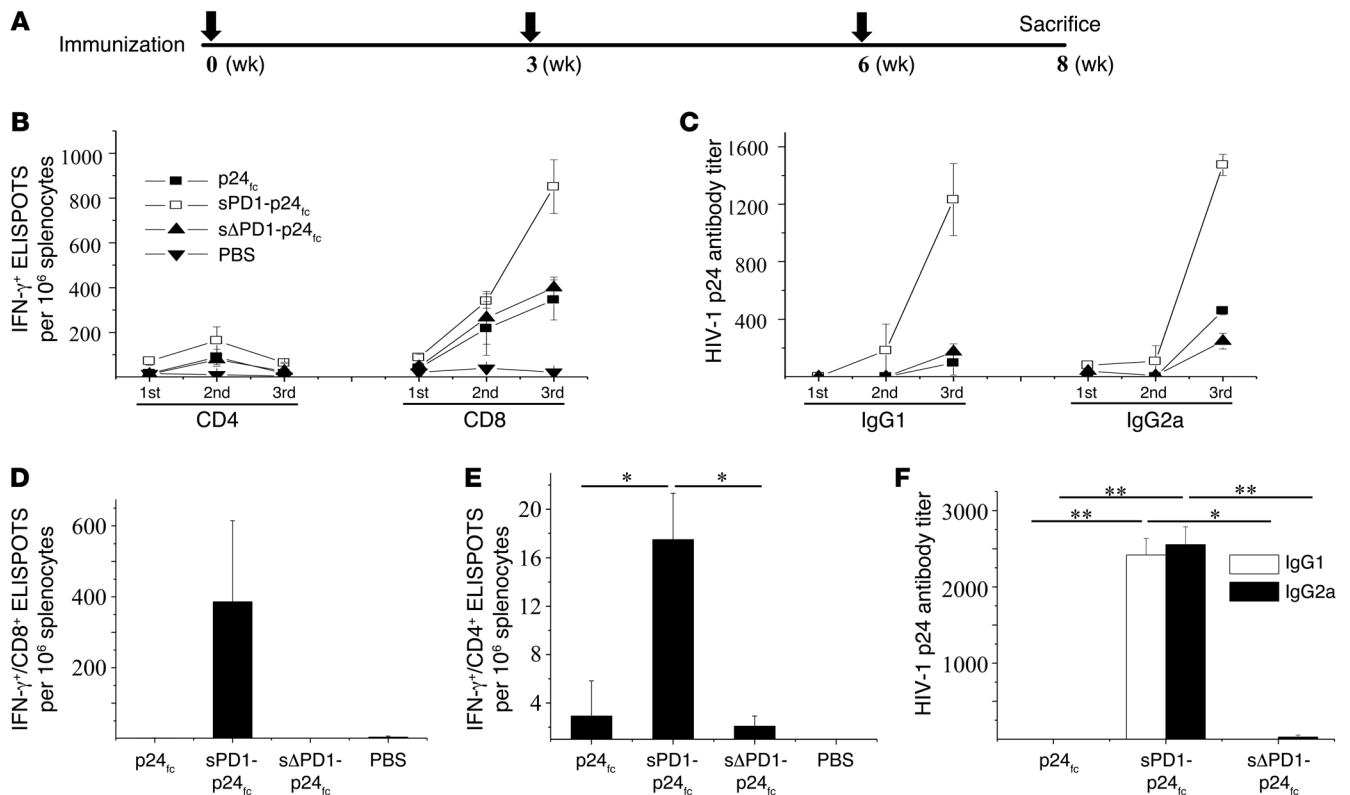 A
Immunization
Sacrifice
0 (wk)
3 (wk)
6 (wk)
8 (wk)
B
IFN-γ+ ELISPOTS
per 10⁶ splenocytes
1000
800
600
400
200
p24fc
sPD1-p24fc
sΔPD1-p24fc
PBS
1st 2nd 3rd
CD4
1st 2nd 3rd
CD8
C
HIV-1 p24 antibody titer
1600
1200
800
400
1st 2nd 3rd
IgG1
1st 2nd 3rd
IgG2a
D
IFN-γ+/CD8+ ELISPOTS
per 10⁶ splenocytes
600
400
200
p24fc
sPD1-
p24fc
sΔPD1-
p24fc
PBS
E
IFN-γ+/CD4+ ELISPOTS
per 10⁶ splenocytes
20
16
12
8
4
* *
p24fc
sPD1-
p24fc
sΔPD1-
p24fc
PBS
F
HIV-1 p24 antibody titer
3000
2000
1000
** **
** *
IgG1
IgG2a
p24fc
sPD1-
p24fc
sΔPD1-
p24fc